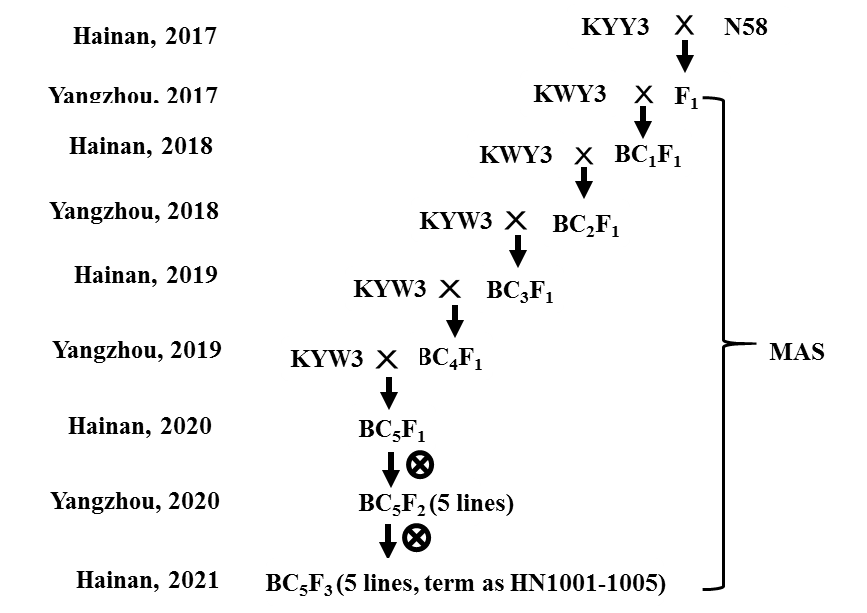 Hainan, 2017 KYY3 X N58
Yangzhou, 2017 KWY3 X F₁
Hainan, 2018 KWY3 X BC₁F₁
Yangzhou, 2018 KYW3 X BC₂F₁
Hainan, 2019 KYW3 X BC₃F₁
Yangzhou, 2019 KYW3 X BC₄F₁
MAS
Hainan, 2020 BC₅F₁
Yangzhou, 2020 BC₅F₂ (5 lines)
Hainan, 2021 BC₅F₃ (5 lines, term as HN1001-1005)